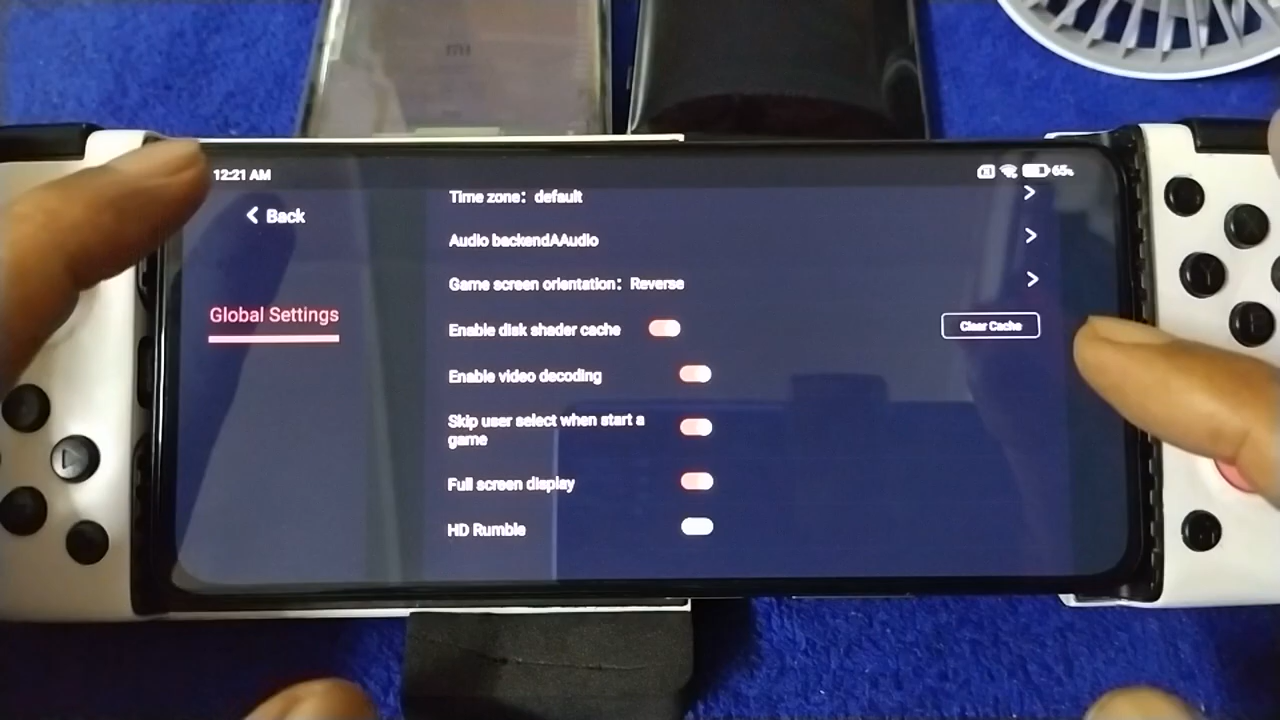 mi
12:21 AM
65%
Back
Time zone: default
Audio backendAAudio
Game screen orientation: Reverse
Global Settings
Enable disk shader cache
Clear Cache
Enable video decoding
Skip user select when start a
game
Full screen display
HD Rumble
Y